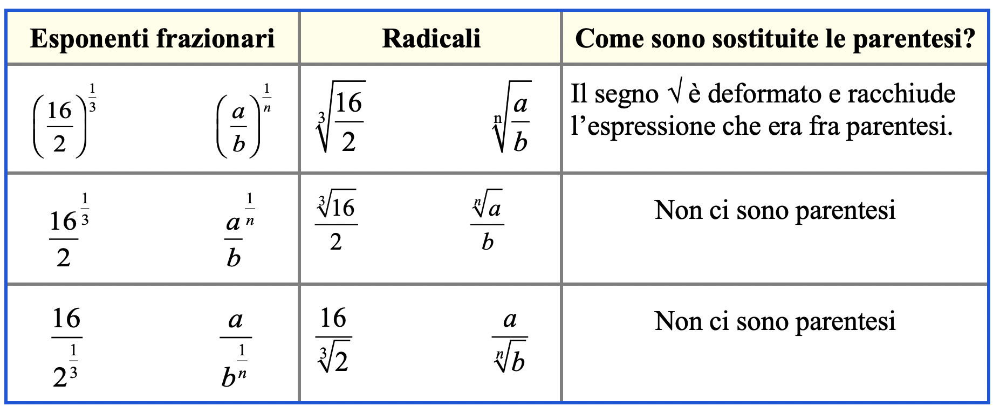 Esponenti frazionari Radicali Come sono sostituite le parentesi?
(16/2)^(1/3) (a/b)^(1/n) ∛(16/2) ⁿ√(a/b) Il segno √ è deformato e racchiude
l’espressione che era fra parentesi.
16^(1/3)/2 a^(1/n)/b ∛16/2 ⁿ√a/b Non ci sono parentesi
16/2^(1/3) a/b^(1/n) 16/∛2 a/ⁿ√b Non ci sono parentesi